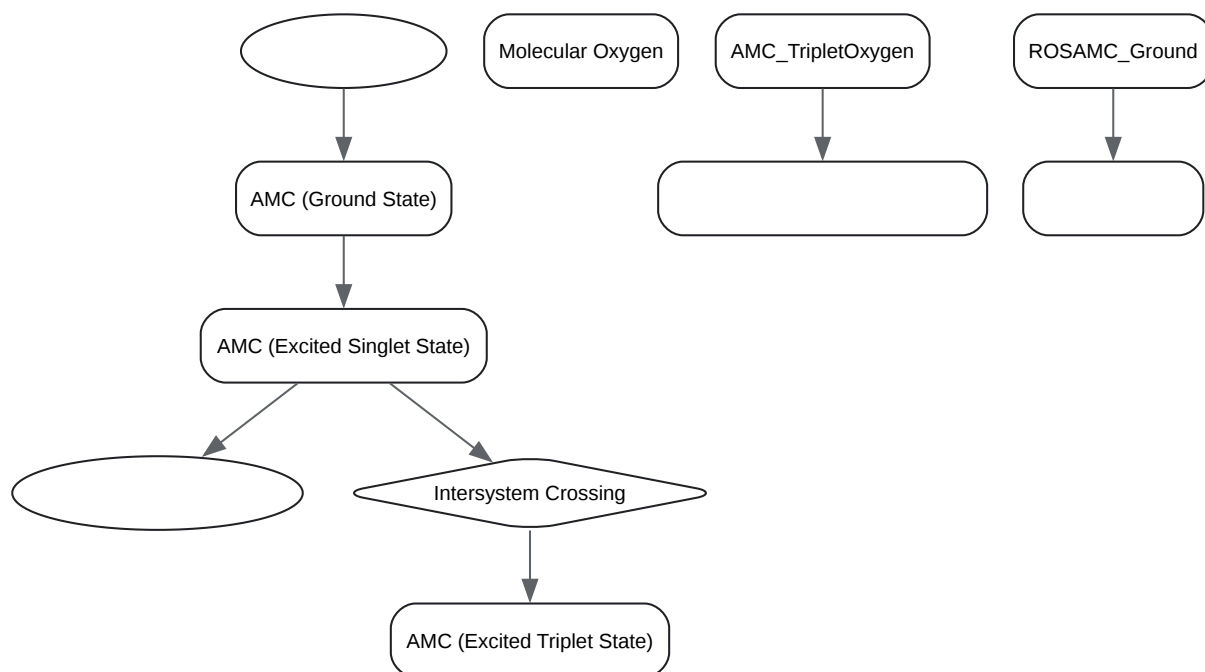 Molecular Oxygen
AMC_TripletOxygen
ROSAMC_Ground
AMC (Ground State)
AMC (Excited Singlet State)
Intersystem Crossing
AMC (Excited Triplet State)